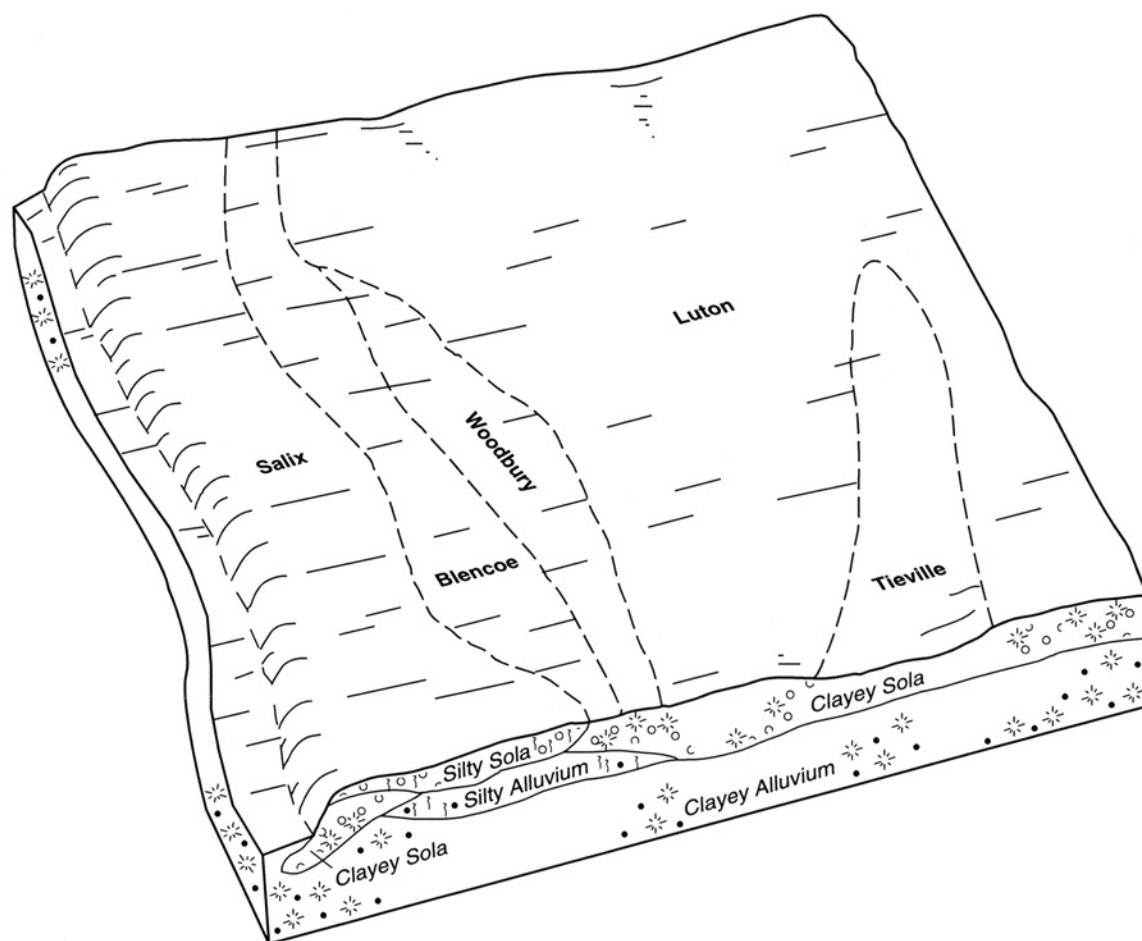 Luton
Woodbury
Salix
Blencoe
Tieville
Clayey Sola
Silty Sola
Silty Alluvium
Clayey Alluvium
Clayey Sola